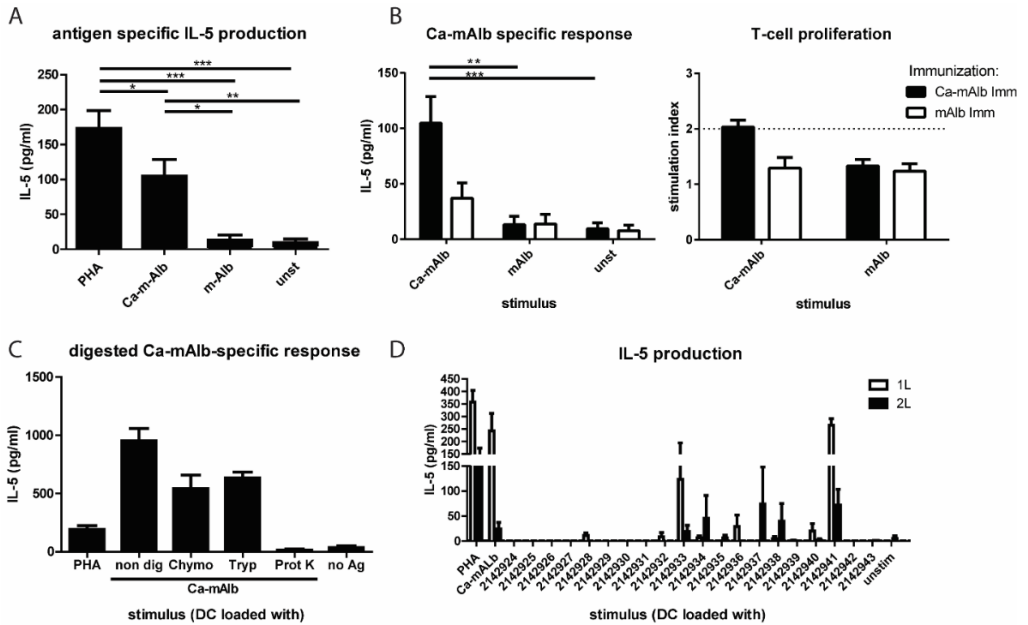 A
antigen specific IL-5 production
***
***
*
**
*
250
200
150
100
50
0
IL-5 (pg/ml)
PHA
Ca-m-Alb
m-Alb
unst
B
Ca-mAlb specific response
**
***
150
100
50
0
IL-5 (pg/ml)
Ca-mAlb
mAlb
unst
stimulus
T-cell proliferation
Immunization:
Ca-mAlb Imm
mAlb Imm
3
2
1
0
stimulation index
Ca-mAlb
mAlb
stimulus
C
digested Ca-mAlb-specific response
1500
1000
500
0
IL-5 (pg/ml)
PHA
non dig
Chymo
Tryp
Prot K
no Ag
Ca-mAlb
stimulus (DC loaded with)
D
IL-5 production
1L
2L
450
400
350
300
250
200
150
150
100
50
0
IL-5 (pg/ml)
PHA
Ca-mALb
2142924
2142925
2142926
2142927
2142928
2142929
2142930
2142931
2142932
2142933
2142934
2142935
2142936
2142937
2142938
2142939
2142940
2142941
2142942
2142943
unstim
stimulus (DC loaded with)